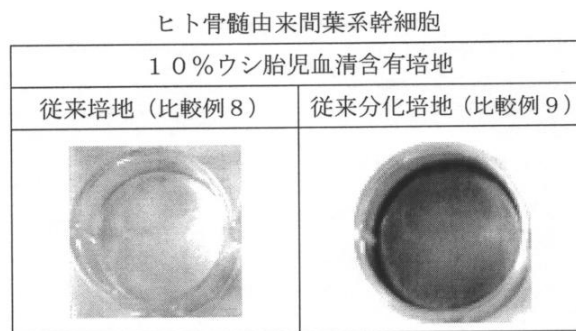 ヒト骨髄由来間葉系幹細胞
１０％ウシ胎児血清含有培地
従来培地（比較例８）
従来分化培地（比較例９）